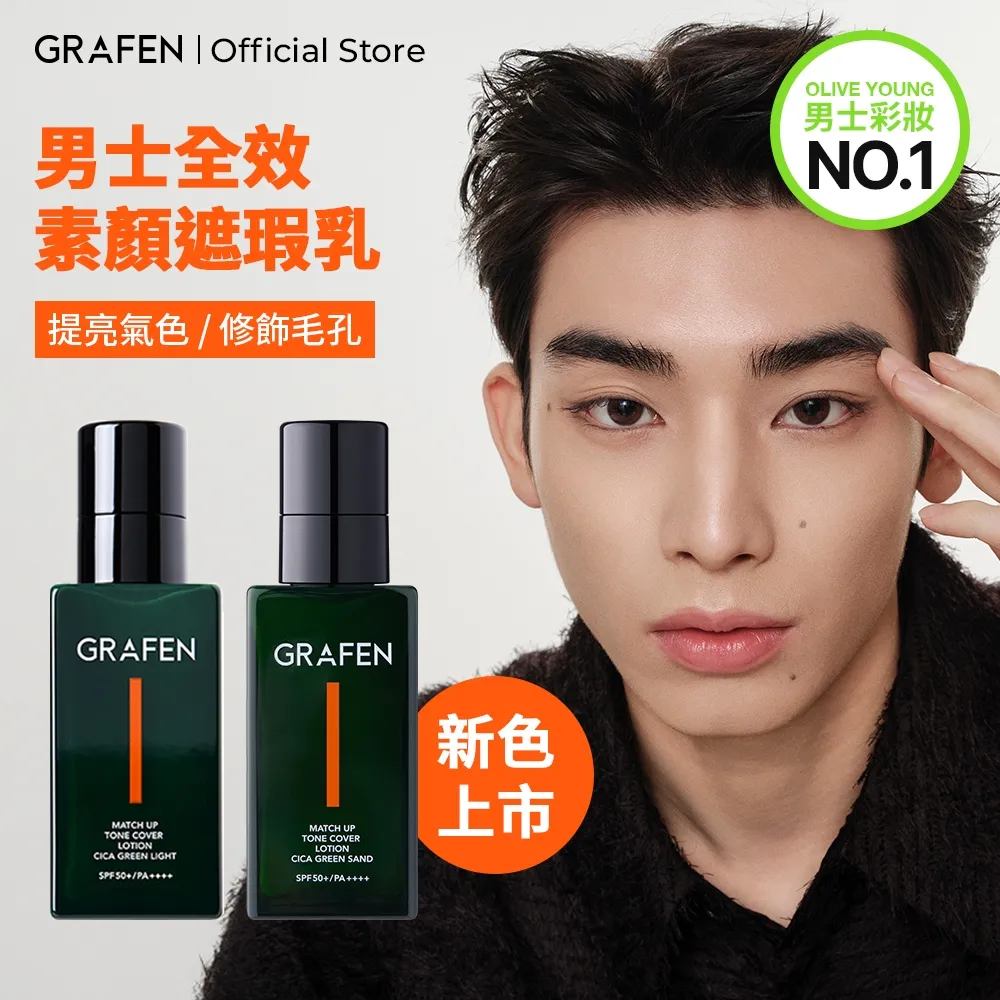 GRAFEN | Official Store
OLIVE YOUNG
男士彩妝
NO.1
男士全效
素顏遮瑕乳
提亮氣色 / 修飾毛孔
GRAFEN
MATCH UP
TONE COVER
LOTION
CICA GREEN LIGHT
SPF50+/PA++++
GRAFEN
MATCH UP
TONE COVER
LOTION
CICA GREEN SAND
SPF50+/PA++++
新色
上市